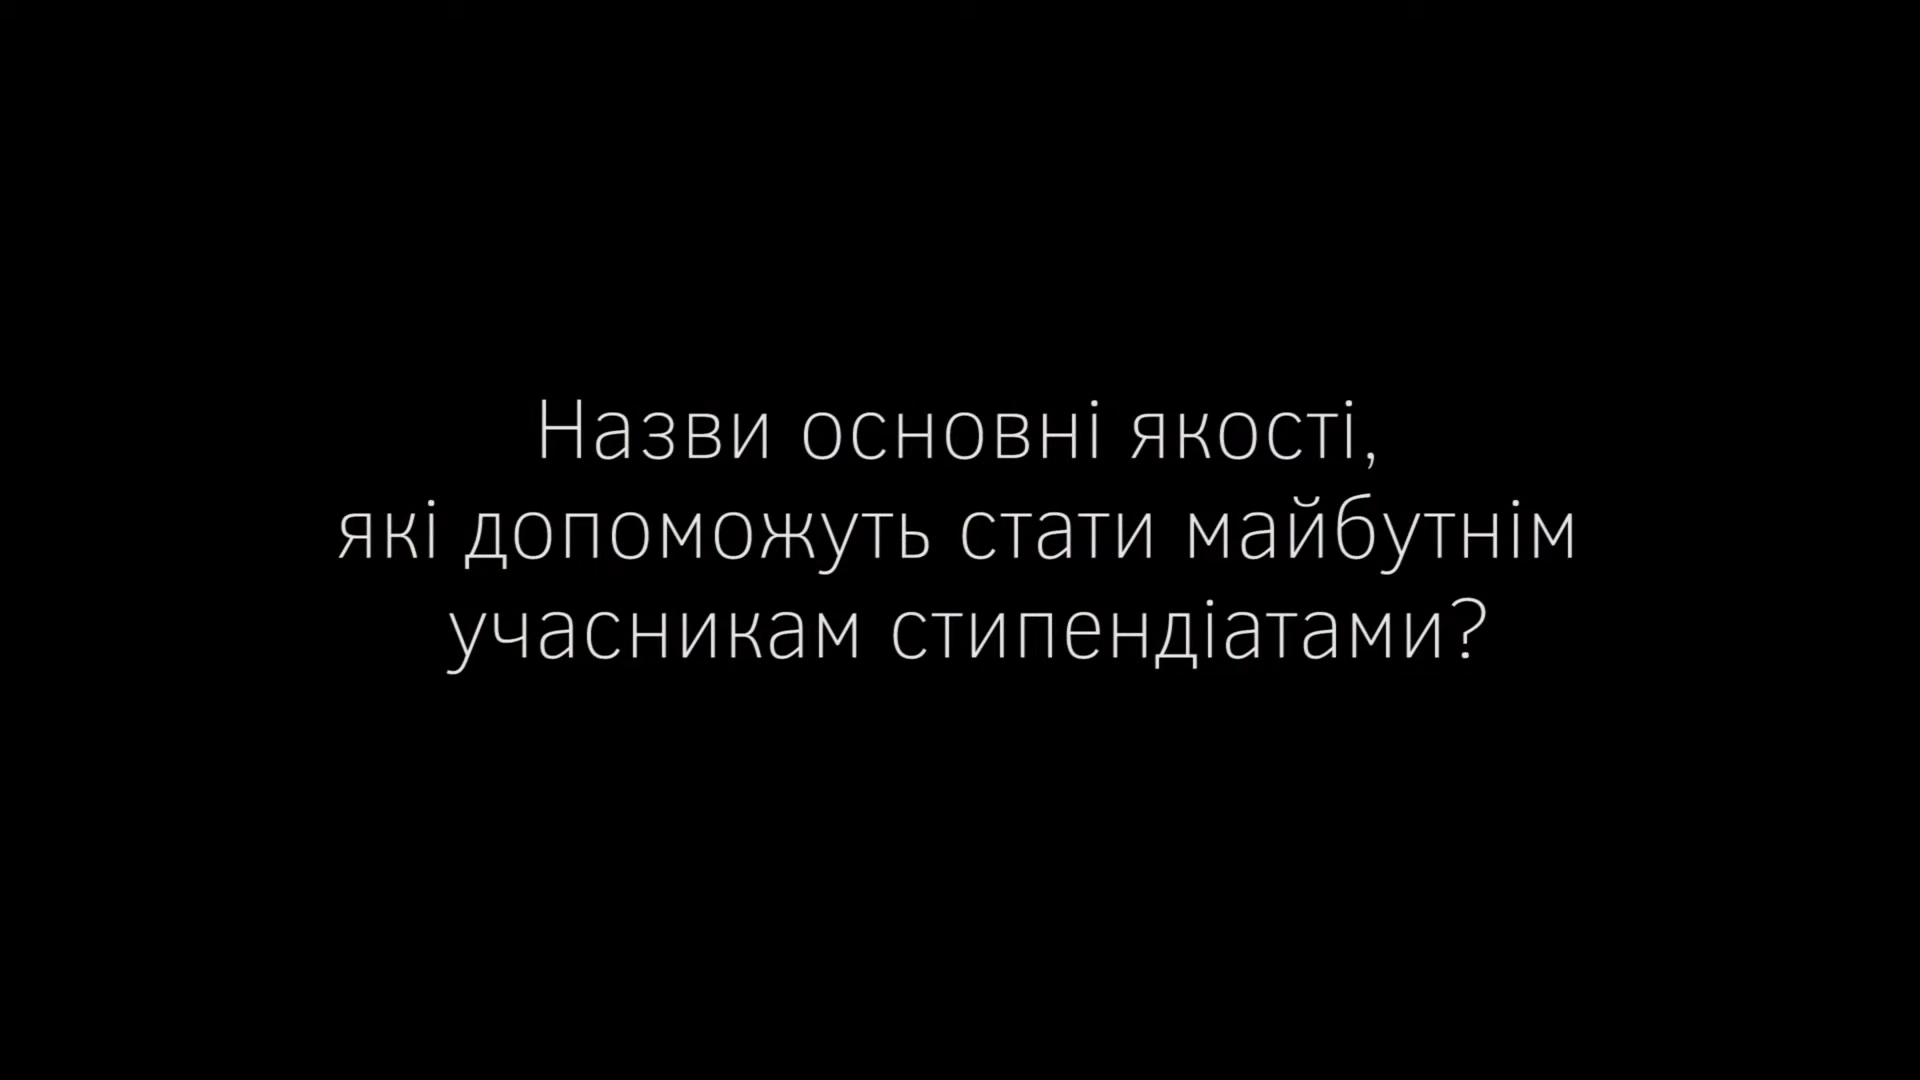 Назви основні якості,
які допоможуть стати майбутнім
учасникам стипендіатами?